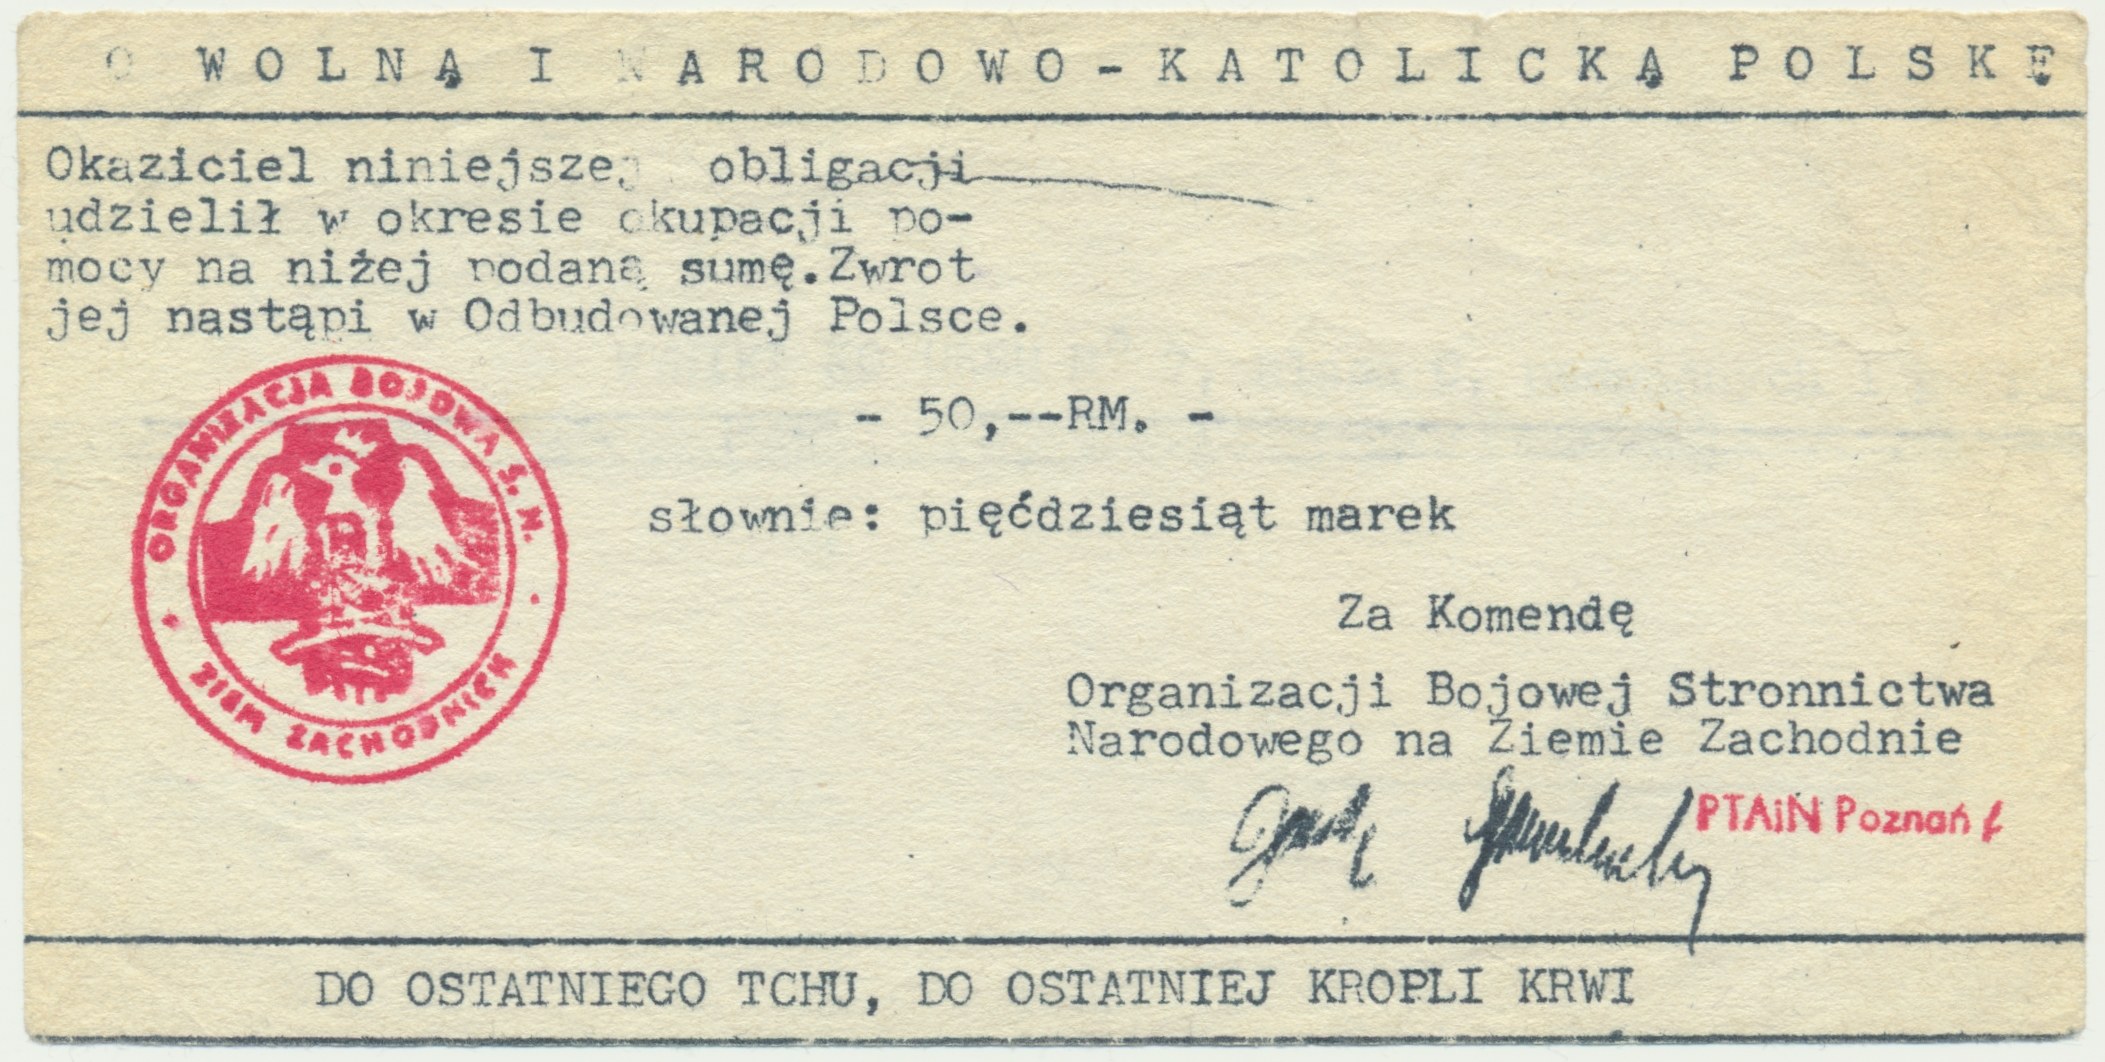 O WOLNĄ I NARODOWO-KATOLICKĄ POLSKĘ
Okaziciel niniejszej obligacji
udzielił w okresie okupacji po-
mocy na niżej podaną sumę.Zwrot
jej nastąpi w Odbudowanej Polsce.
- 50,--RM. -
słownie: pięćdziesiąt marek
ORGANIZACJA BOJOWA S. N.
ZIEM ZACHODNICH
Za Komendę
Organizacji Bojowej Stronnictwa
Narodowego na Ziemie Zachodnie
PTAiN Poznań
DO OSTATNIEGO TCHU, DO OSTATNIEJ KROPLI KRWI